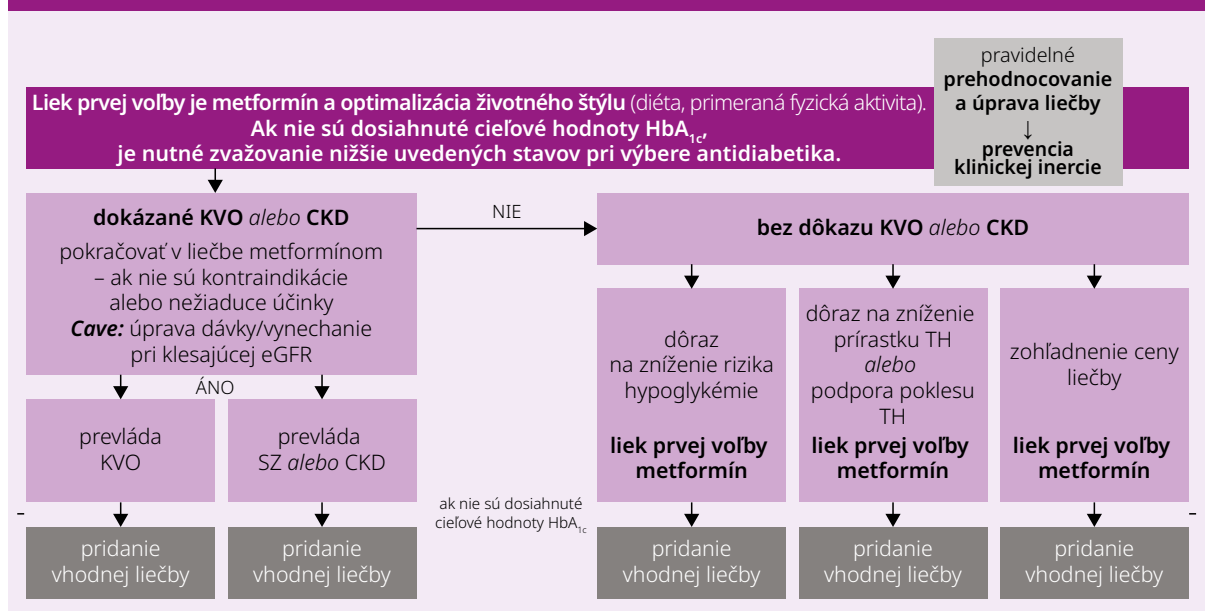 pravidelné
prehodnocovanie
a úprava liečby
↓
prevencia
klinickej inercie
Liek prvej voľby je metformín a optimalizácia životného štýlu (diéta, primeraná fyzická aktivita).
Ak nie sú dosiahnuté cieľové hodnoty HbA1c,
je nutné zvažovanie nižšie uvedených stavov pri výbere antidiabetika.
dokázané KVO alebo CKD
pokračovať v liečbe metformínom
– ak nie sú kontraindikácie
alebo nežiaduce účinky
Cave: úprava dávky/vynechanie
pri klesajúcej eGFR
NIE
bez dôkazu KVO alebo CKD
ÁNO
prevláda
KVO
prevláda
SZ alebo CKD
dôraz
na zníženie rizika
hypoglykémie
liek prvej voľby
metformín
dôraz na zníženie
prírastku TH
alebo
podpora poklesu
TH
liek prvej voľby
metformín
zohľadnenie ceny
liečby
liek prvej voľby
metformín
ak nie sú dosiahnuté
cieľové hodnoty HbA1c
pridanie
vhodnej liečby
pridanie
vhodnej liečby
pridanie
vhodnej liečby
pridanie
vhodnej liečby
pridanie
vhodnej liečby